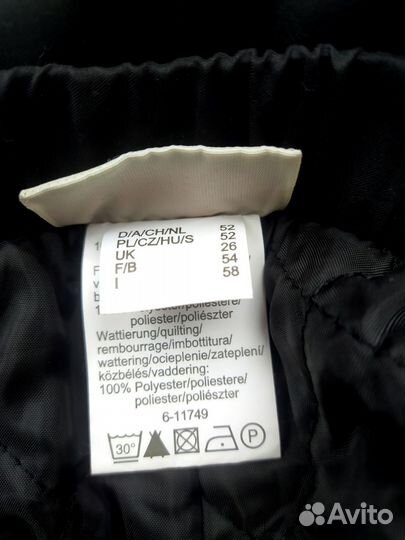 D/A/CH/NL 52
PL/CZ/HU/S 52
UK 26
F/B 54
I 58
poliester/poliészter
Wattierung/quilting/
rembourrage/imbottitura/
wattering/ocieplenie/zateplení/
közbélés/vaddering:
100% Polyester/poliestere/
poliester/poliészter
6-11749
30°
P
Avito